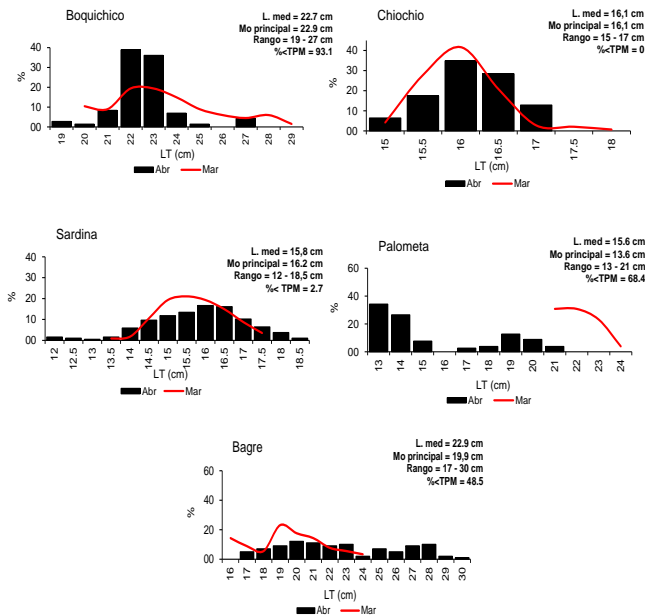 Boquichico
L. med = 22.7 cm
Mo principal = 22.9 cm
Rango = 19 - 27 cm
%<TPM = 93.1
%
40
30
20
10
00
19 20 21 22 23 24 25 26 27 28 29
LT (cm)
Abr Mar
Chiochio
L. med = 16,1 cm
Mo principal = 16,1 cm
Rango = 15 - 17 cm
%<TPM = 0
%
40
30
20
10
00
15 15.5 16 16.5 17 17.5 18
LT (cm)
Abr Mar
Sardina
L. med = 15,8 cm
Mo principal = 16.2 cm
Rango = 12 - 18,5 cm
%< TPM = 2.7
%
40
30
20
10
00
12 12.5 13 13.5 14 14.5 15 15.5 16 16.5 17 17.5 18 18.5
LT (cm)
Abr Mar
Palometa
L. med = 15.6 cm
Mo principal = 13.6 cm
Rango = 13 - 21 cm
%<TPM = 68.4
%
60
40
20
00
13 14 15 16 17 18 19 20 21 22 23 24
LT (cm)
Abr Mar
Bagre
L. med = 22.9 cm
Mo principal = 19,9 cm
Rango = 17 - 30 cm
%<TPM = 48.5
%
60
40
20
00
16 17 18 19 20 21 22 23 24 25 26 27 28 29 30
LT (cm)
Abr Mar